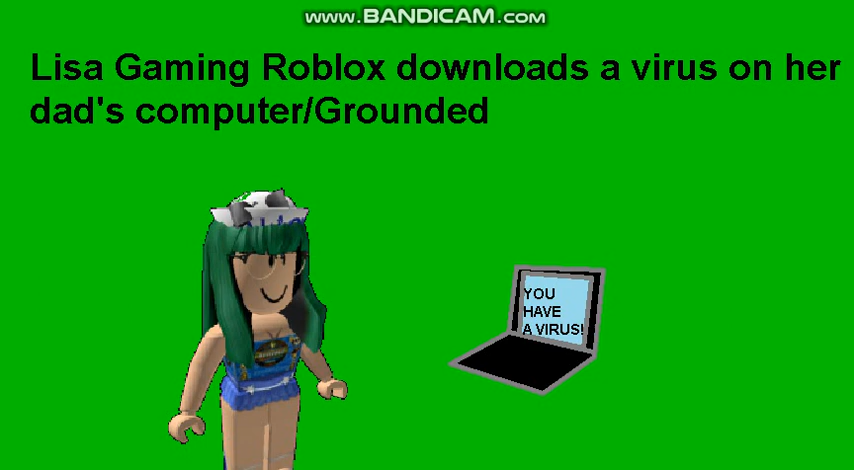 www.BANDICAM.com
Lisa Gaming Roblox downloads a virus on her
dad's computer/Grounded
YOU
HAVE
A VIRUS!